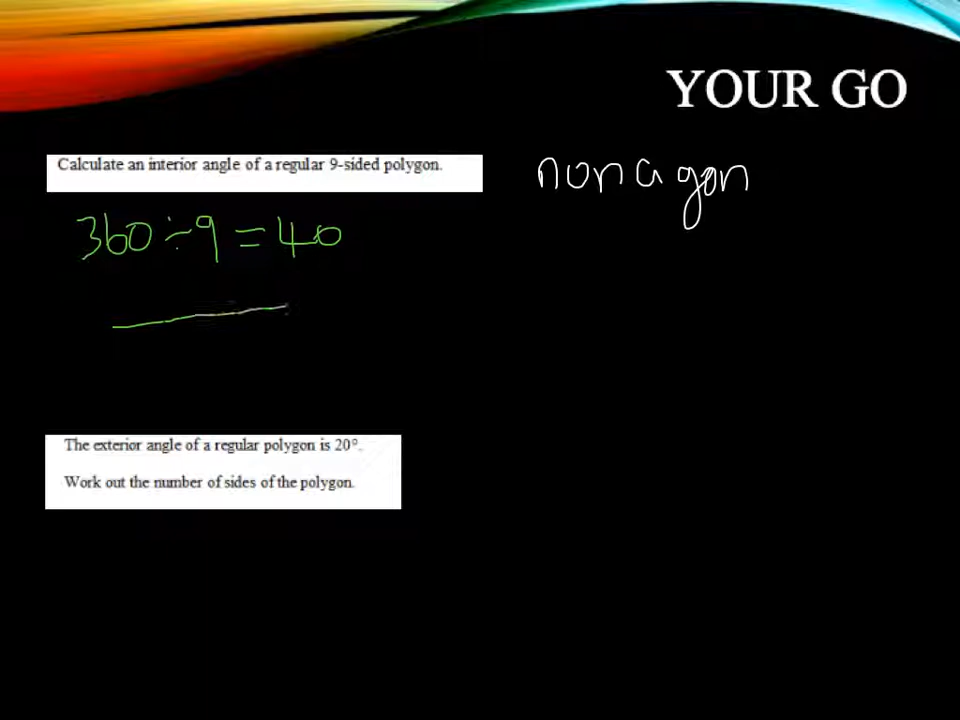 YOUR GO
Calculate an interior angle of a regular 9-sided polygon.
nonagon
360 ÷ 9 = 40
The exterior angle of a regular polygon is 20°.
Work out the number of sides of the polygon.